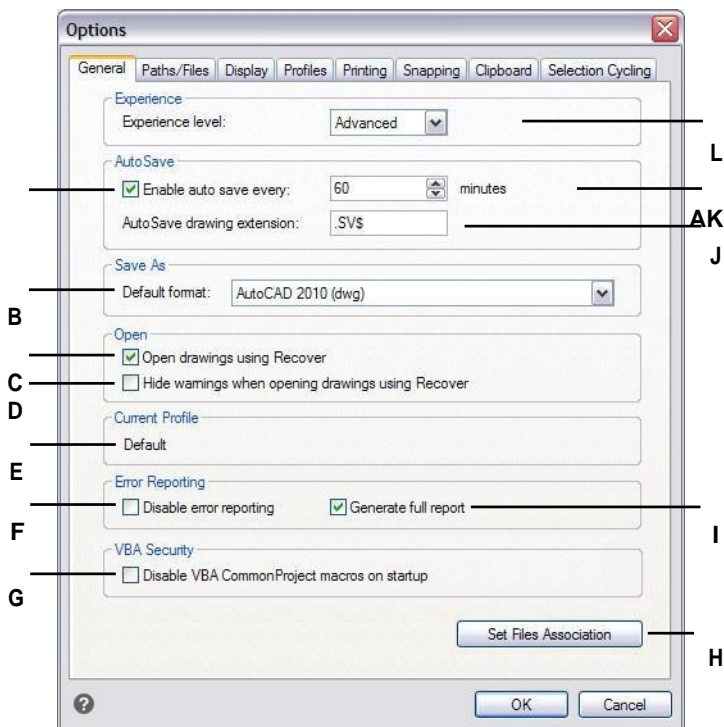 Options
General Paths/Files Display Profiles Printing Snapping Clipboard Selection Cycling
Experience
Experience level: Advanced
L
AutoSave
Enable auto save every: 60 minutes
AK
AutoSave drawing extension: .SV$
J
Save As
Default format: AutoCAD 2010 (dwg)
B
Open
Open drawings using Recover
C
Hide warnings when opening drawings using Recover
D
Current Profile
Default
E
Error Reporting
Disable error reporting Generate full report
F
I
VBA Security
Disable VBA CommonProject macros on startup
G
Set Files Association
H
? OK Cancel